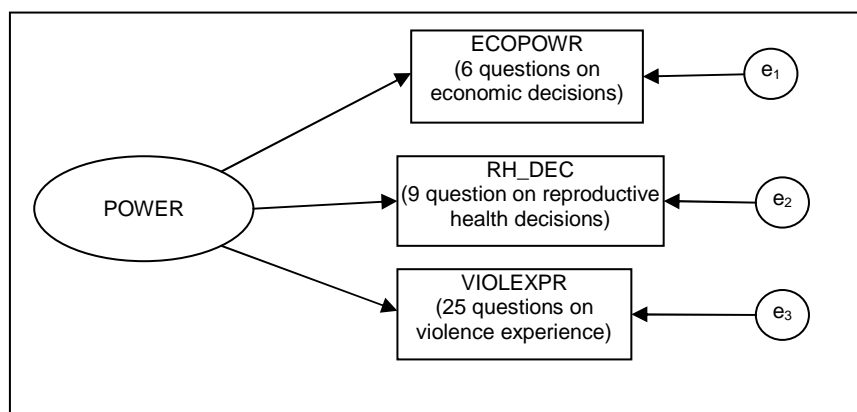 ECOPOWR
(6 questions on
economic decisions)
e₁
POWER
RH_DEC
(9 question on reproductive
health decisions)
e₂
VIOLEXPR
(25 questions on
violence experience)
e₃